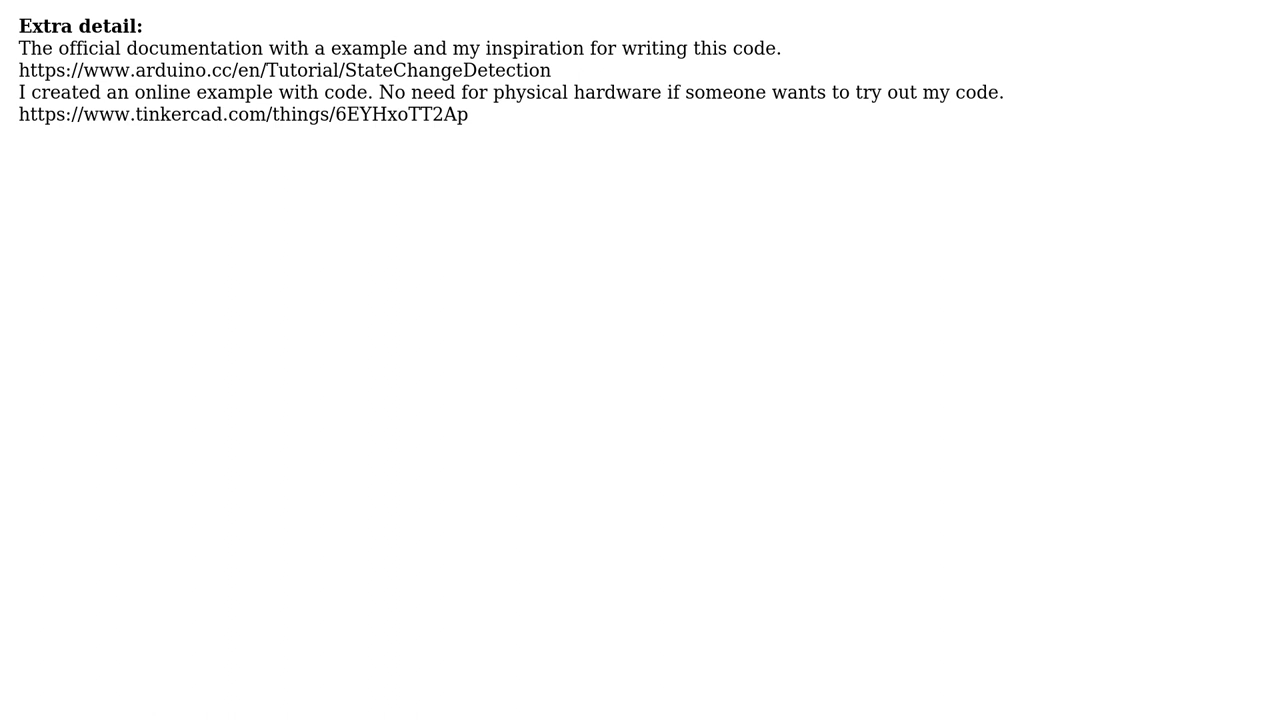 Extra detail:
The official documentation with a example and my inspiration for writing this code.
https://www.arduino.cc/en/Tutorial/StateChangeDetection
I created an online example with code. No need for physical hardware if someone wants to try out my code.
https://www.tinkercad.com/things/6EYHxoTT2Ap